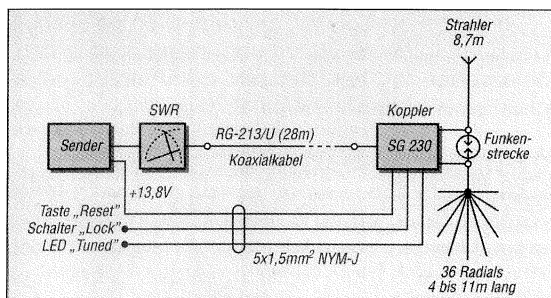 Strahler
8,7m
SWR
Koppler
RG-213/U (28m)
Sender
SG 230
Funken-
strecke
Koaxialkabel
+13,8V
Taste „Reset"
Schalter „Lock"
LED „Tuned"
5x1,5mm² NYM-J
36 Radials
4 bis 11m lang